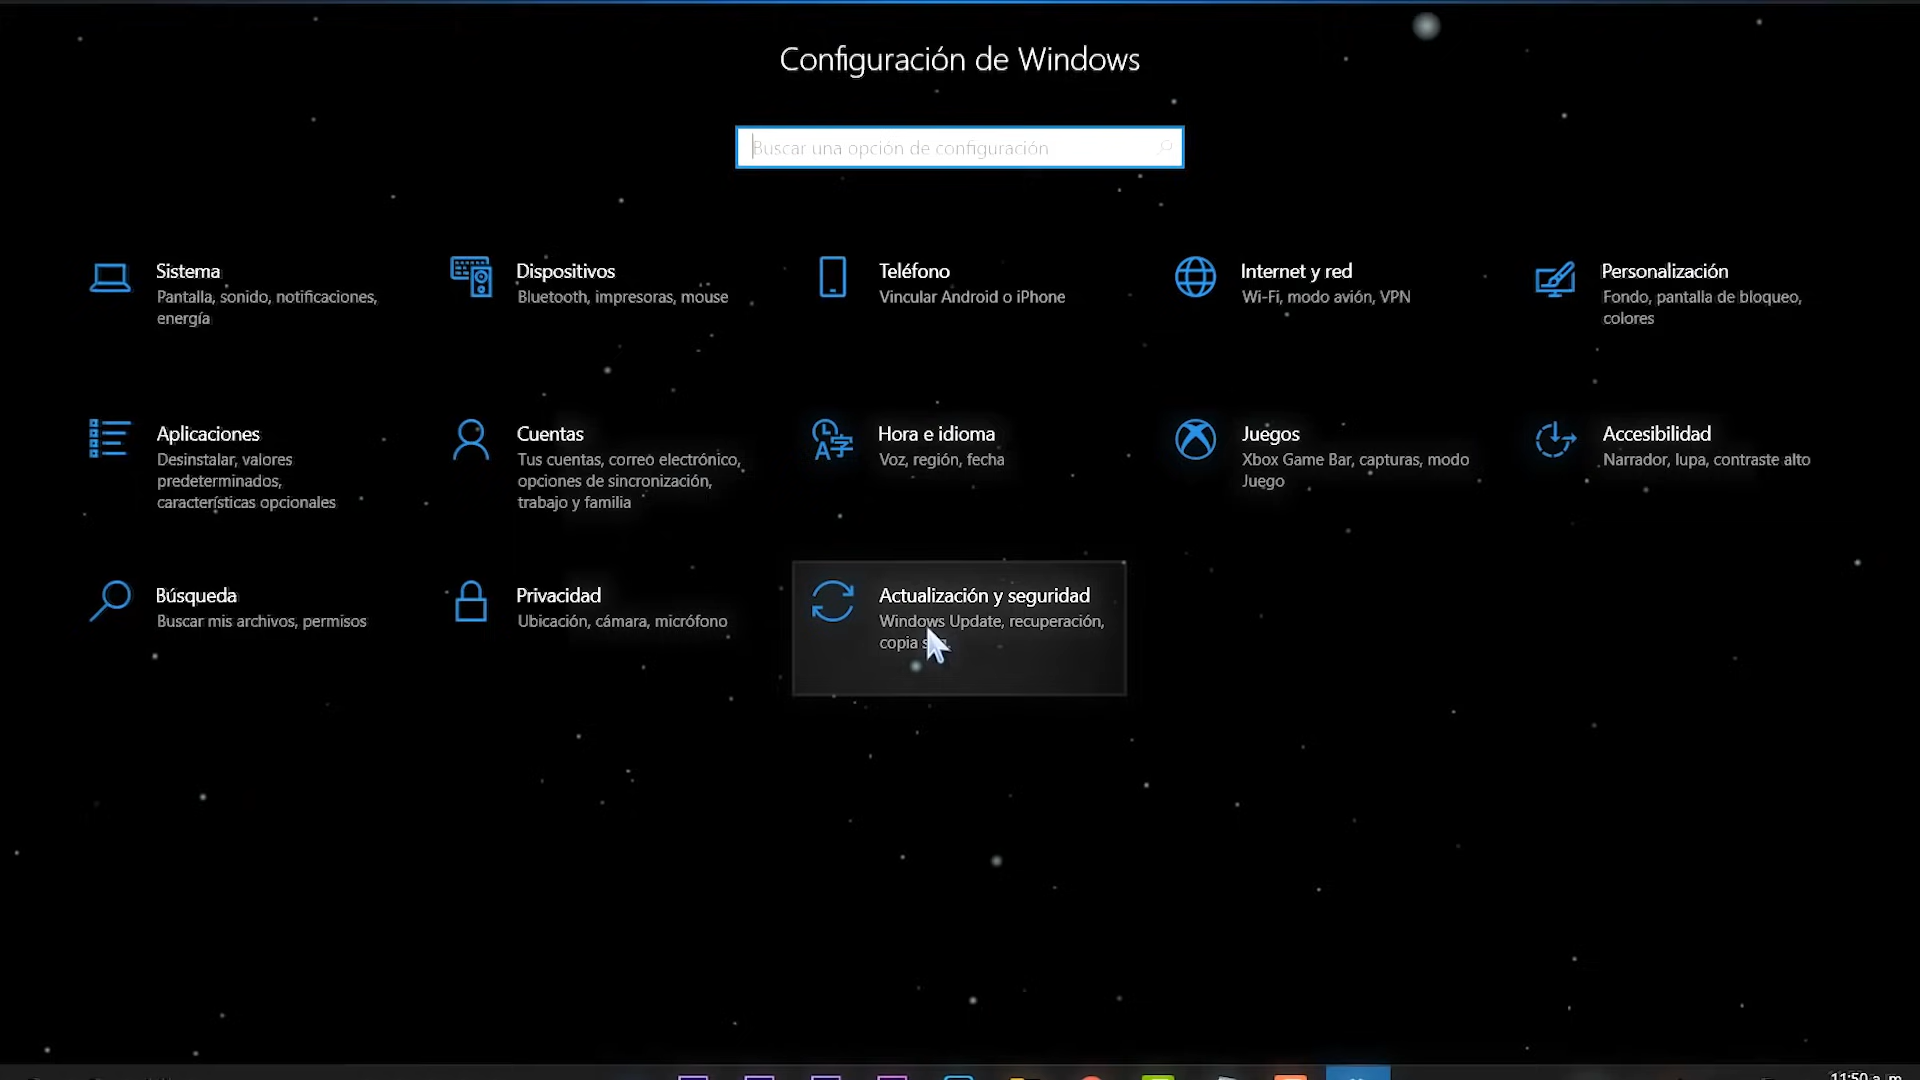 Configuración de Windows
Buscar una opción de configuración
Sistema
Pantalla, sonido, notificaciones,
energía
Dispositivos
Bluetooth, impresoras, mouse
Teléfono
Vincular Android o iPhone
Internet y red
Wi-Fi, modo avión, VPN
Personalización
Fondo, pantalla de bloqueo,
colores
Aplicaciones
Desinstalar, valores
predeterminados,
características opcionales
Cuentas
Tus cuentas, correo electrónico,
opciones de sincronización,
trabajo y familia
Hora e idioma
Voz, región, fecha
Juegos
Xbox Game Bar, capturas, modo
Juego
Accesibilidad
Narrador, lupa, contraste alto
Búsqueda
Buscar mis archivos, permisos
Privacidad
Ubicación, cámara, micrófono
Actualización y seguridad
Windows Update, recuperación,
copia
11:50 a. m.